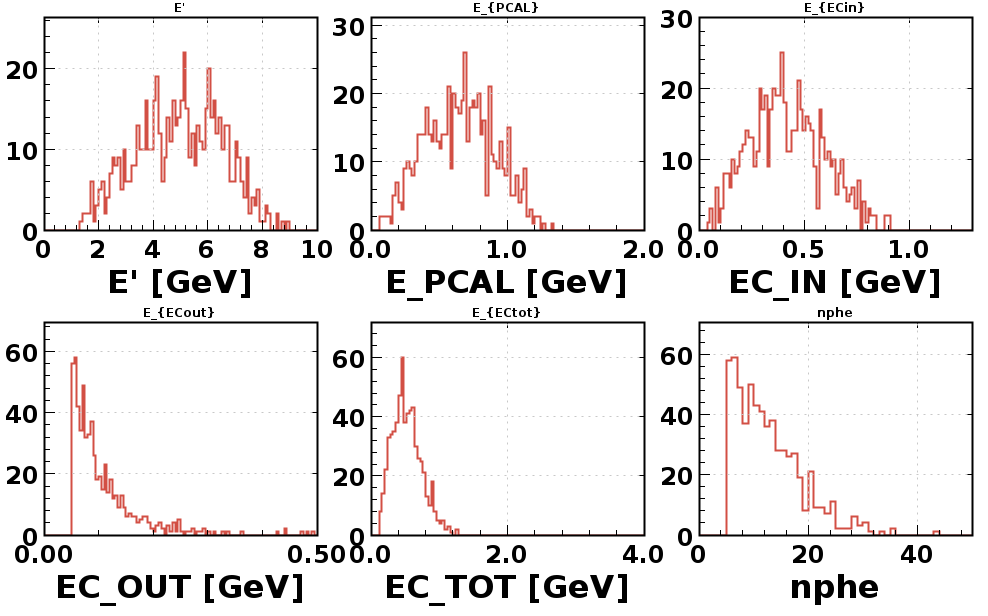 E'
E_{PCAL}
E_{ECin}
20
10
0
0 2 4 6 8 10
30
20
10
0
0.0 1.0 2.0
30
20
10
0
0.0 0.5 1.0
E' [GeV]
E_PCAL [GeV]
EC_IN [GeV]
E_{ECout}
E_{ECtot}
nphe
60
40
20
0
0.00 0.50
60
40
20
0
0.0 2.0 4.0
60
40
20
0
0 20 40
EC_OUT [GeV]
EC_TOT [GeV]
nphe